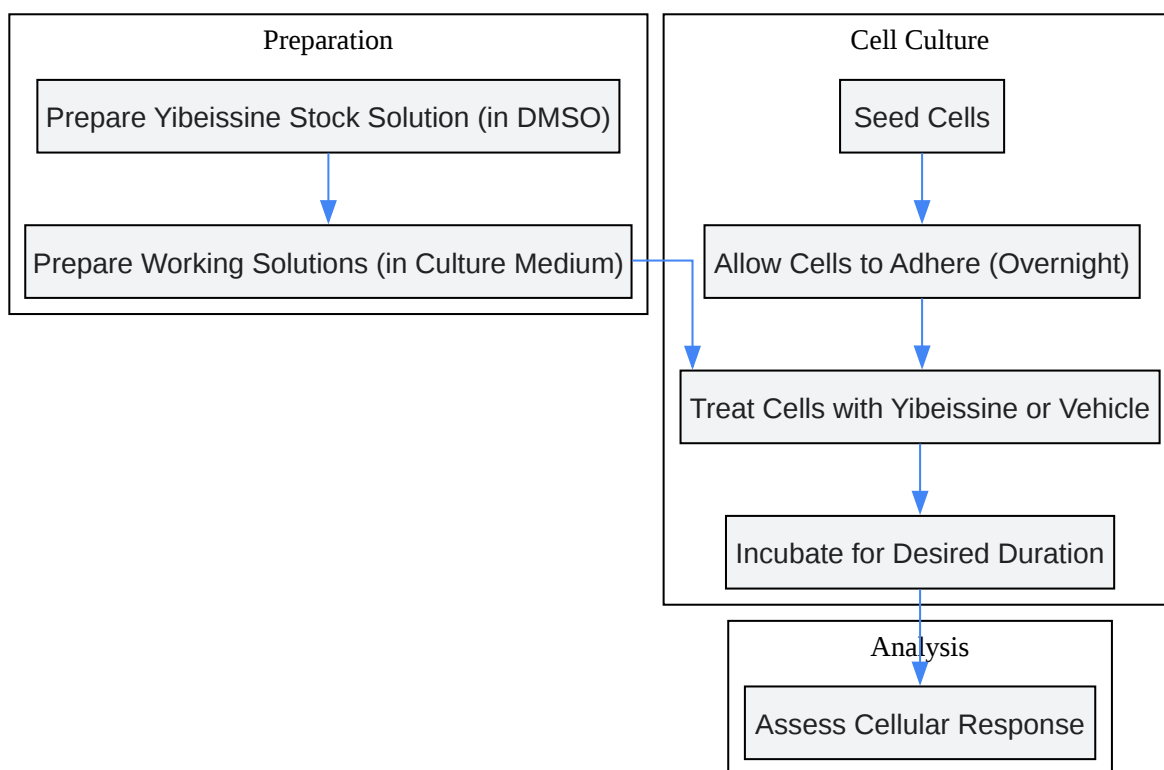 Preparation
Prepare Yibeissine Stock Solution (in DMSO)
Prepare Working Solutions (in Culture Medium)
Cell Culture
Seed Cells
Allow Cells to Adhere (Overnight)
Treat Cells with Yibeissine or Vehicle
Incubate for Desired Duration
Analysis
Assess Cellular Response